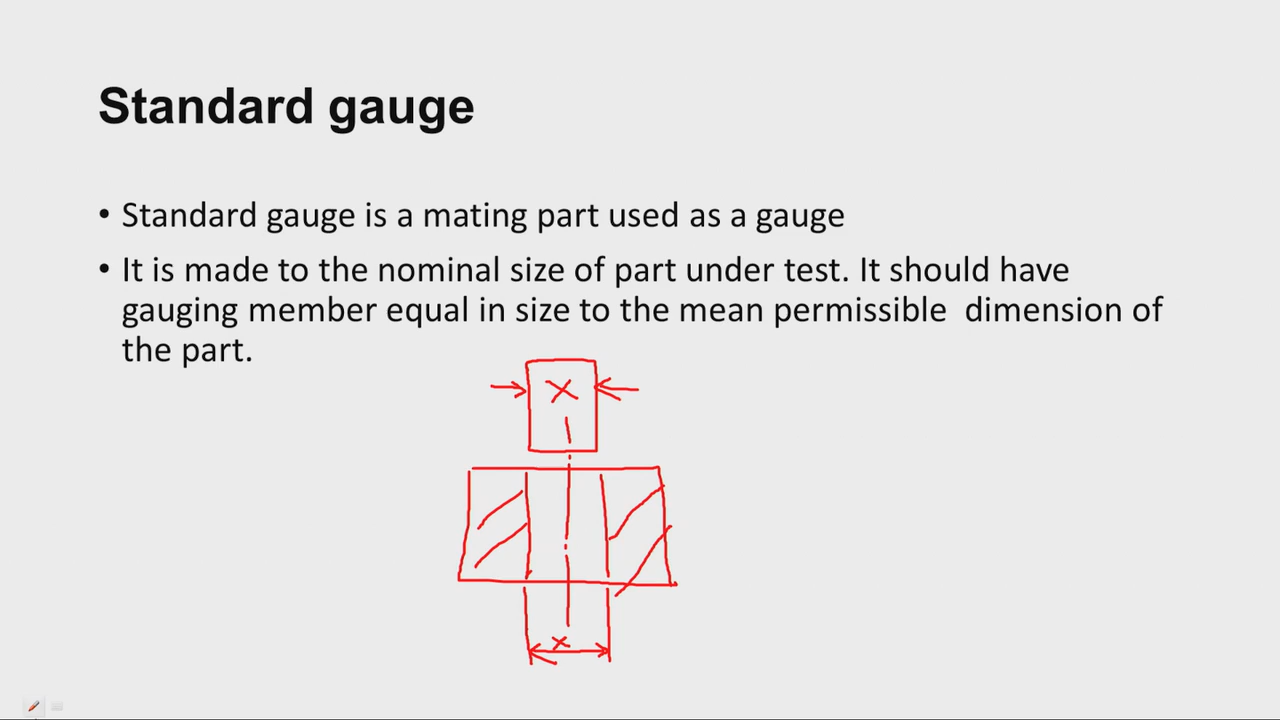 Standard gauge
• Standard gauge is a mating part used as a gauge
• It is made to the nominal size of part under test. It should have
gauging member equal in size to the mean permissible  dimension of
the part.
X
x